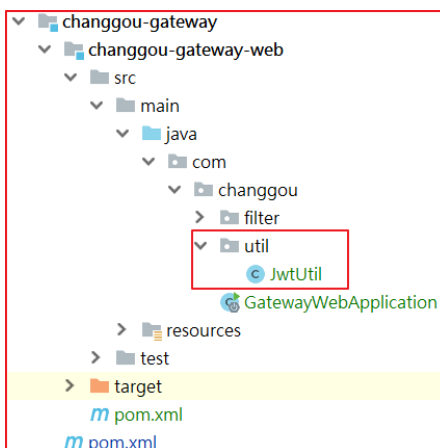 changgou-gateway
changgou-gateway-web
src
main
java
com
changgou
filter
util
JwtUtil
GatewayWebApplication
resources
test
target
pom.xml
pom.xml